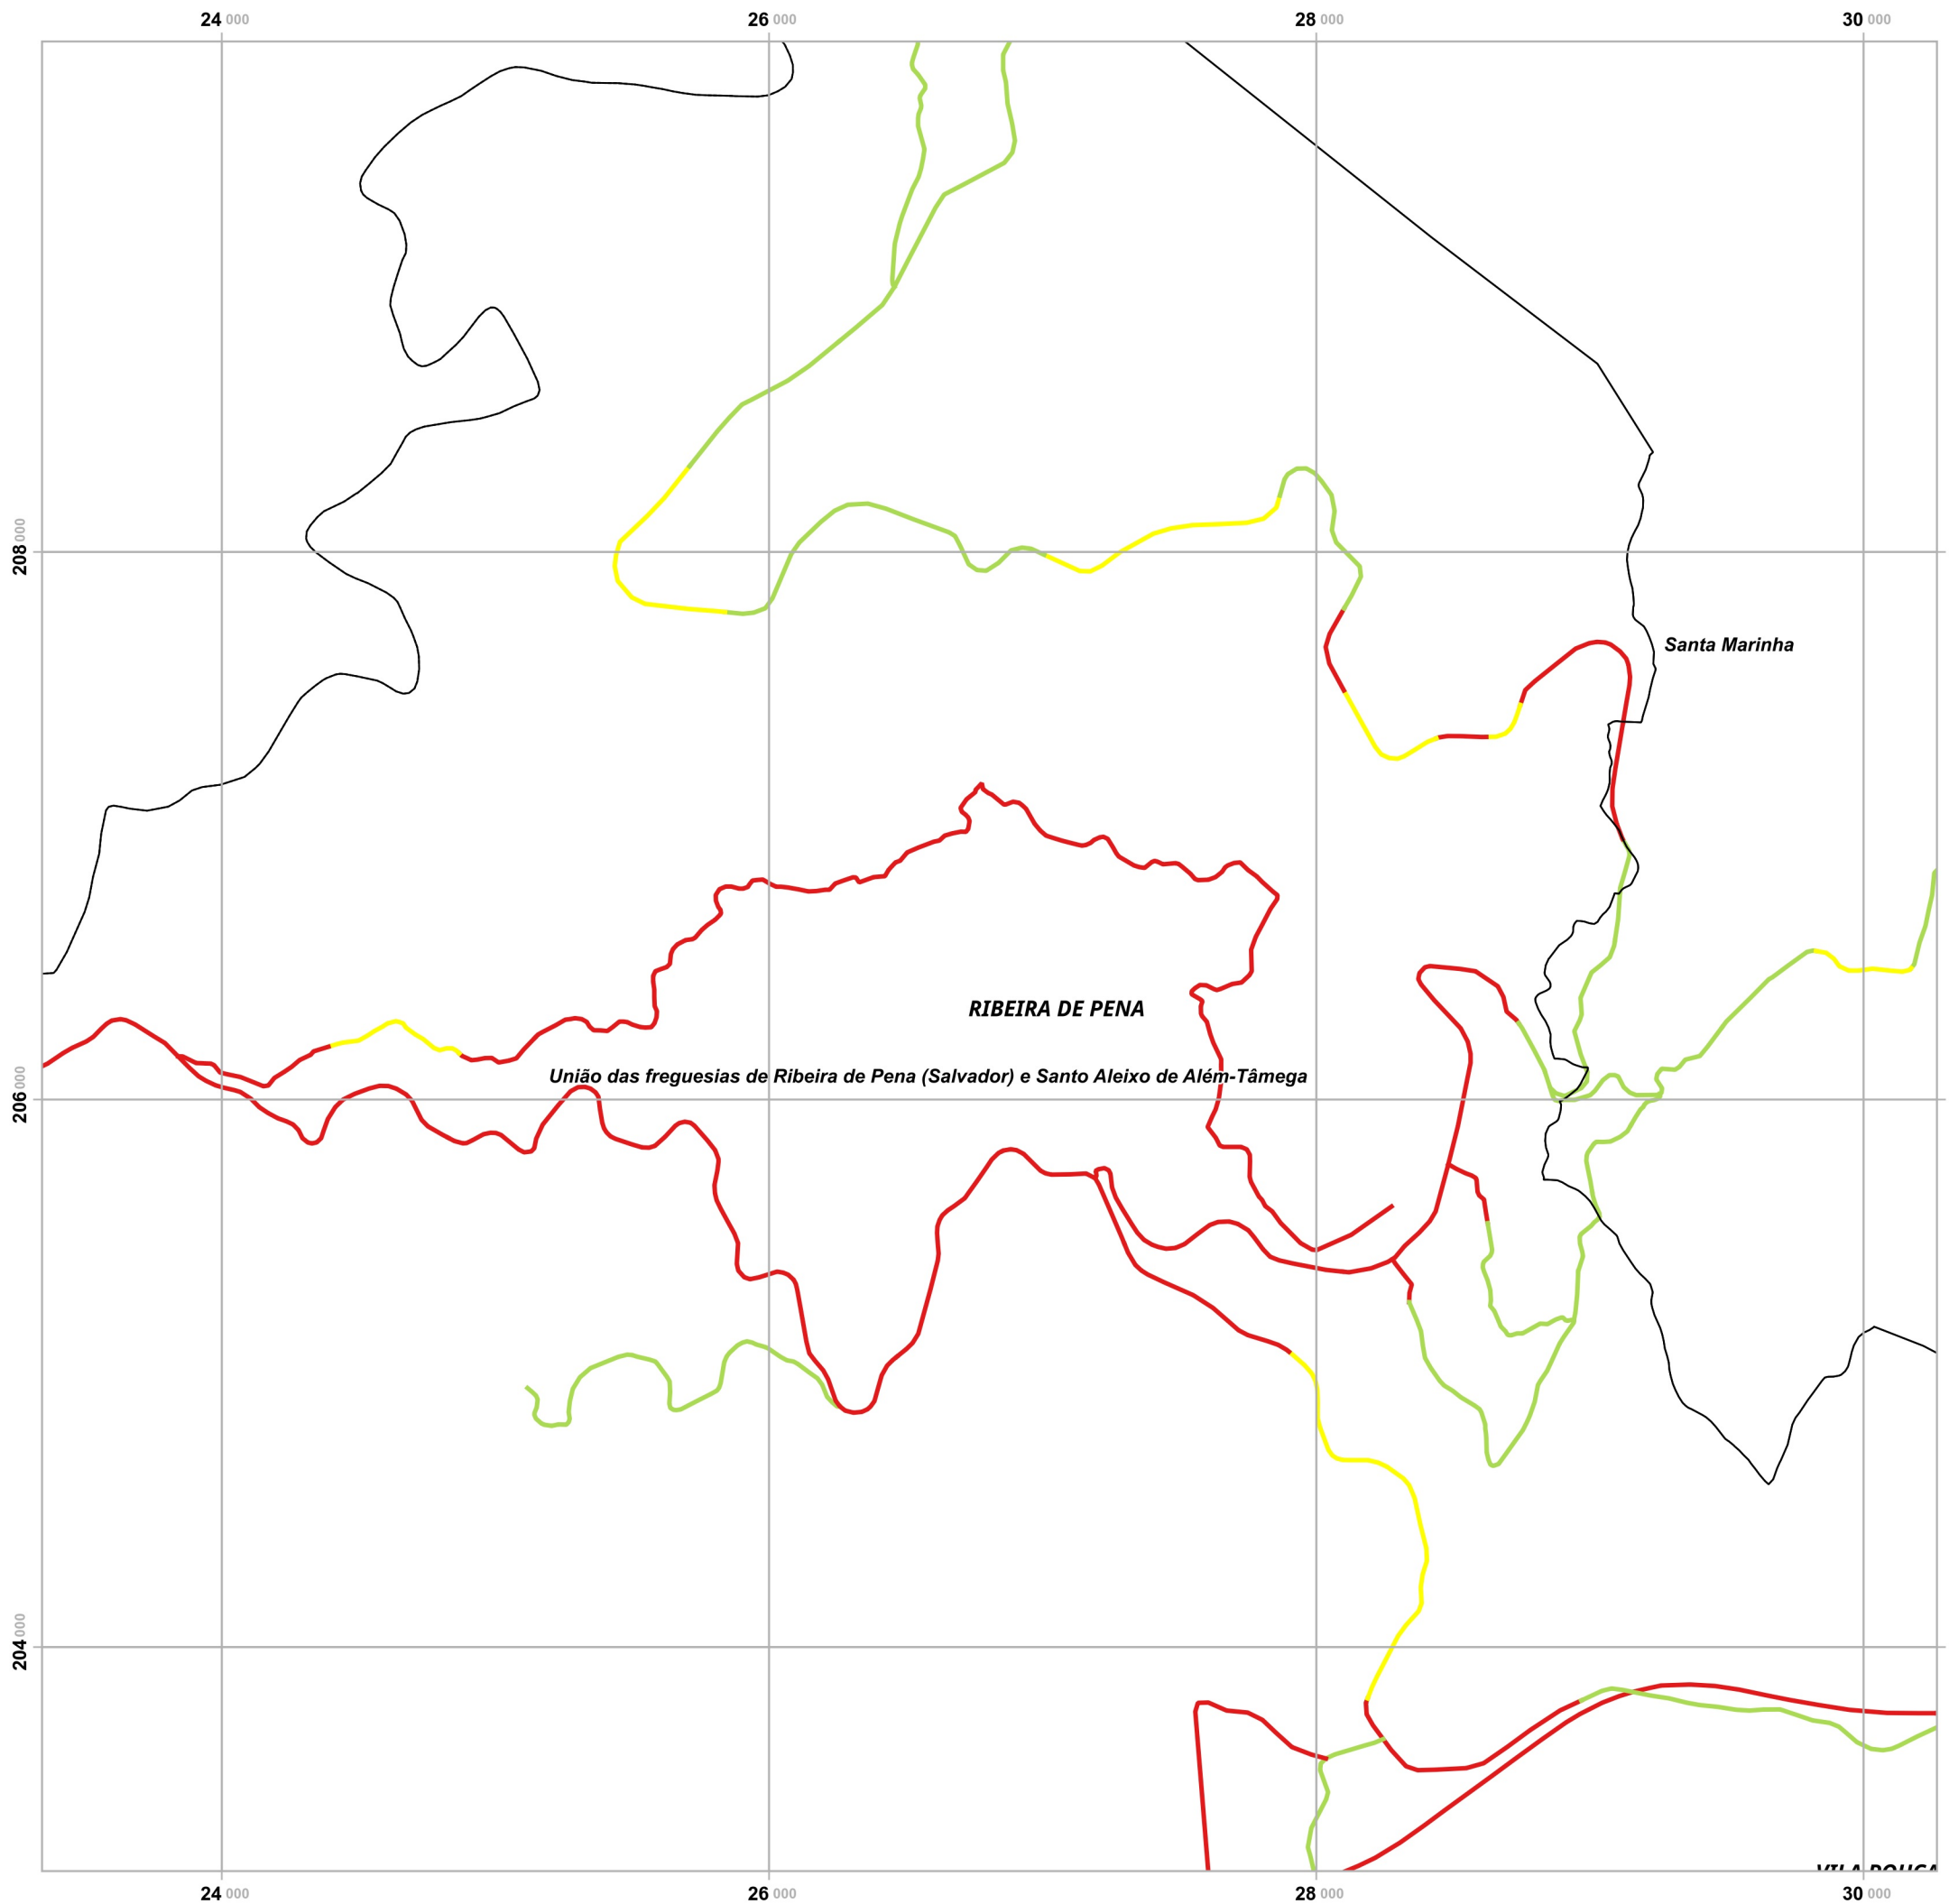 24 000 26 000 28 000 30 000
208 000
Santa Marinha
RIBEIRA DE PENA
União das freguesias de Ribeira de Pena (Salvador) e Santo Aleixo de Além-Tâmega
206 000
204 000
VILA POUCA
24 000 26 000 28 000 30 000